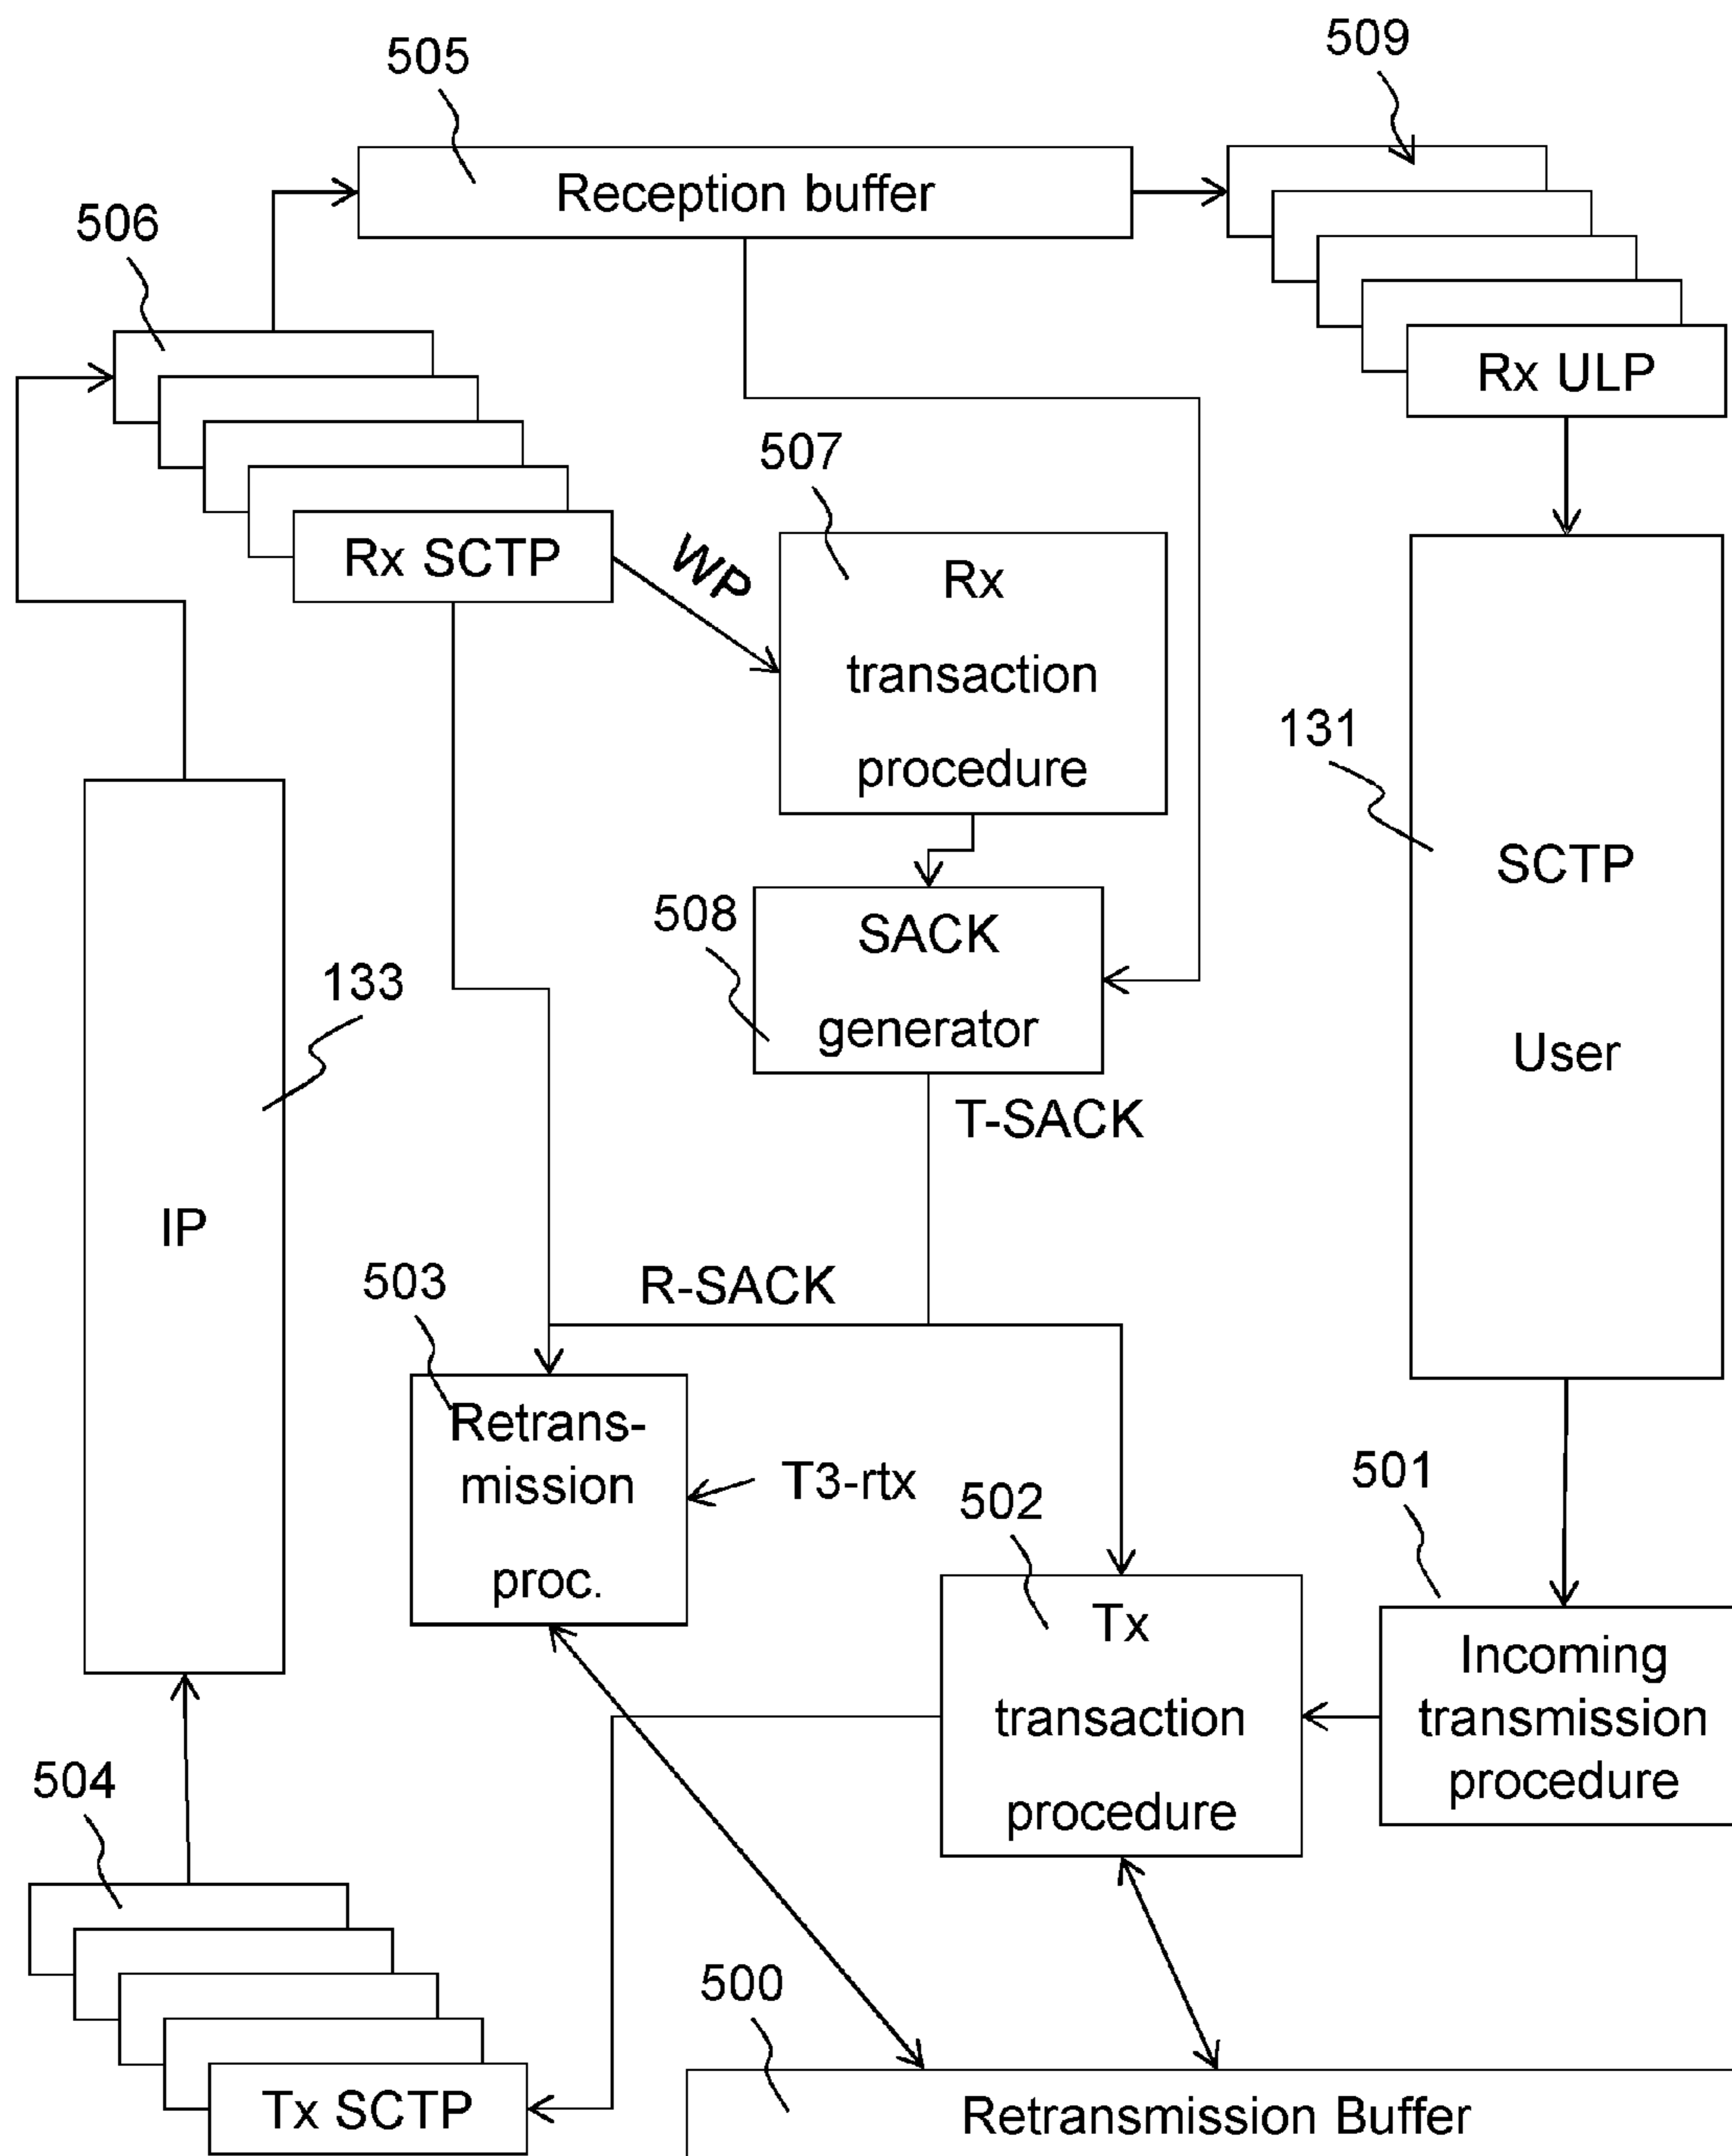 505
509
Reception buffer
506
Rx ULP
507
Rx SCTP
WP
Rx
transaction
procedure
131
SCTP
User
508
SACK
generator
133
T-SACK
IP
503
R-SACK
Retrans-
mission
proc.
T3-rtx
501
502
Tx
transaction
procedure
Incoming
transmission
procedure
504
500
Tx SCTP
Retransmission Buffer